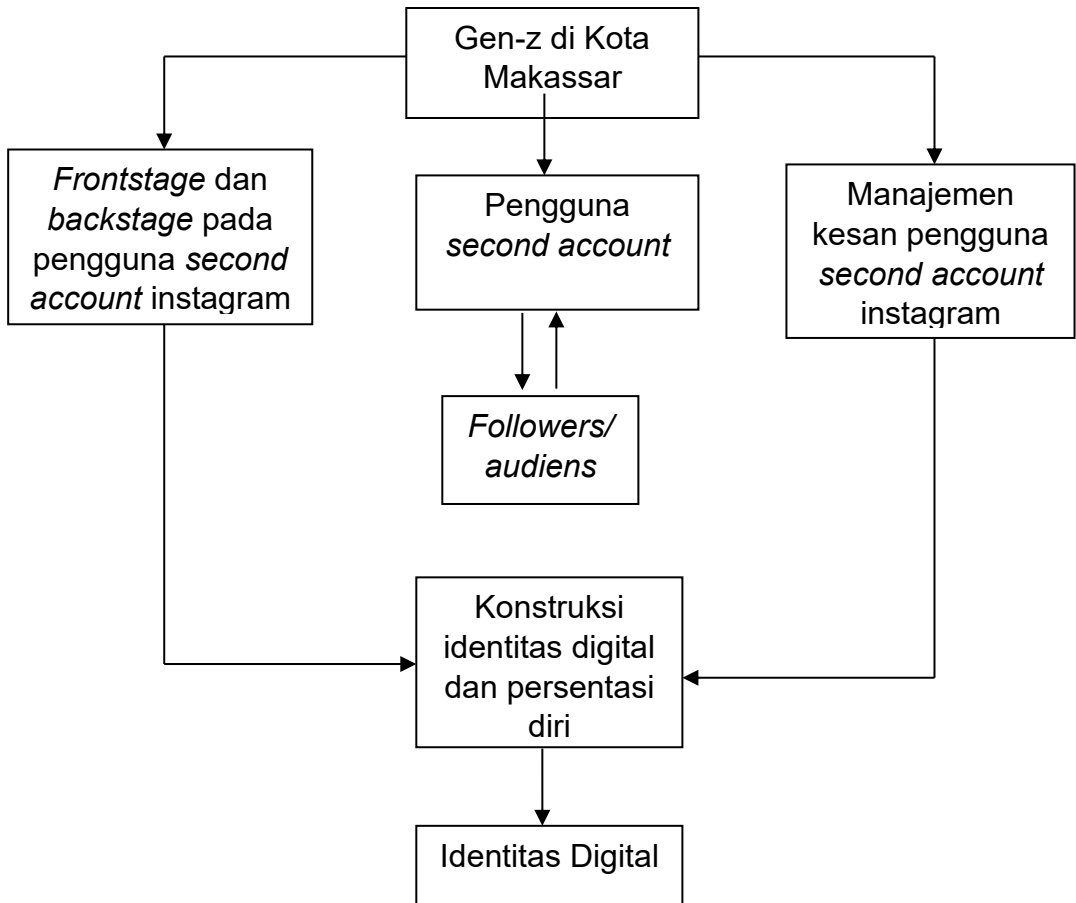 Gen-z di Kota
Makassar
Frontstage dan
backstage pada
pengguna second
account instagram
Pengguna
second account
Manajemen
kesan pengguna
second account
instagram
Followers/
audiens
Konstruksi
identitas digital
dan persentasi
diri
Identitas Digital